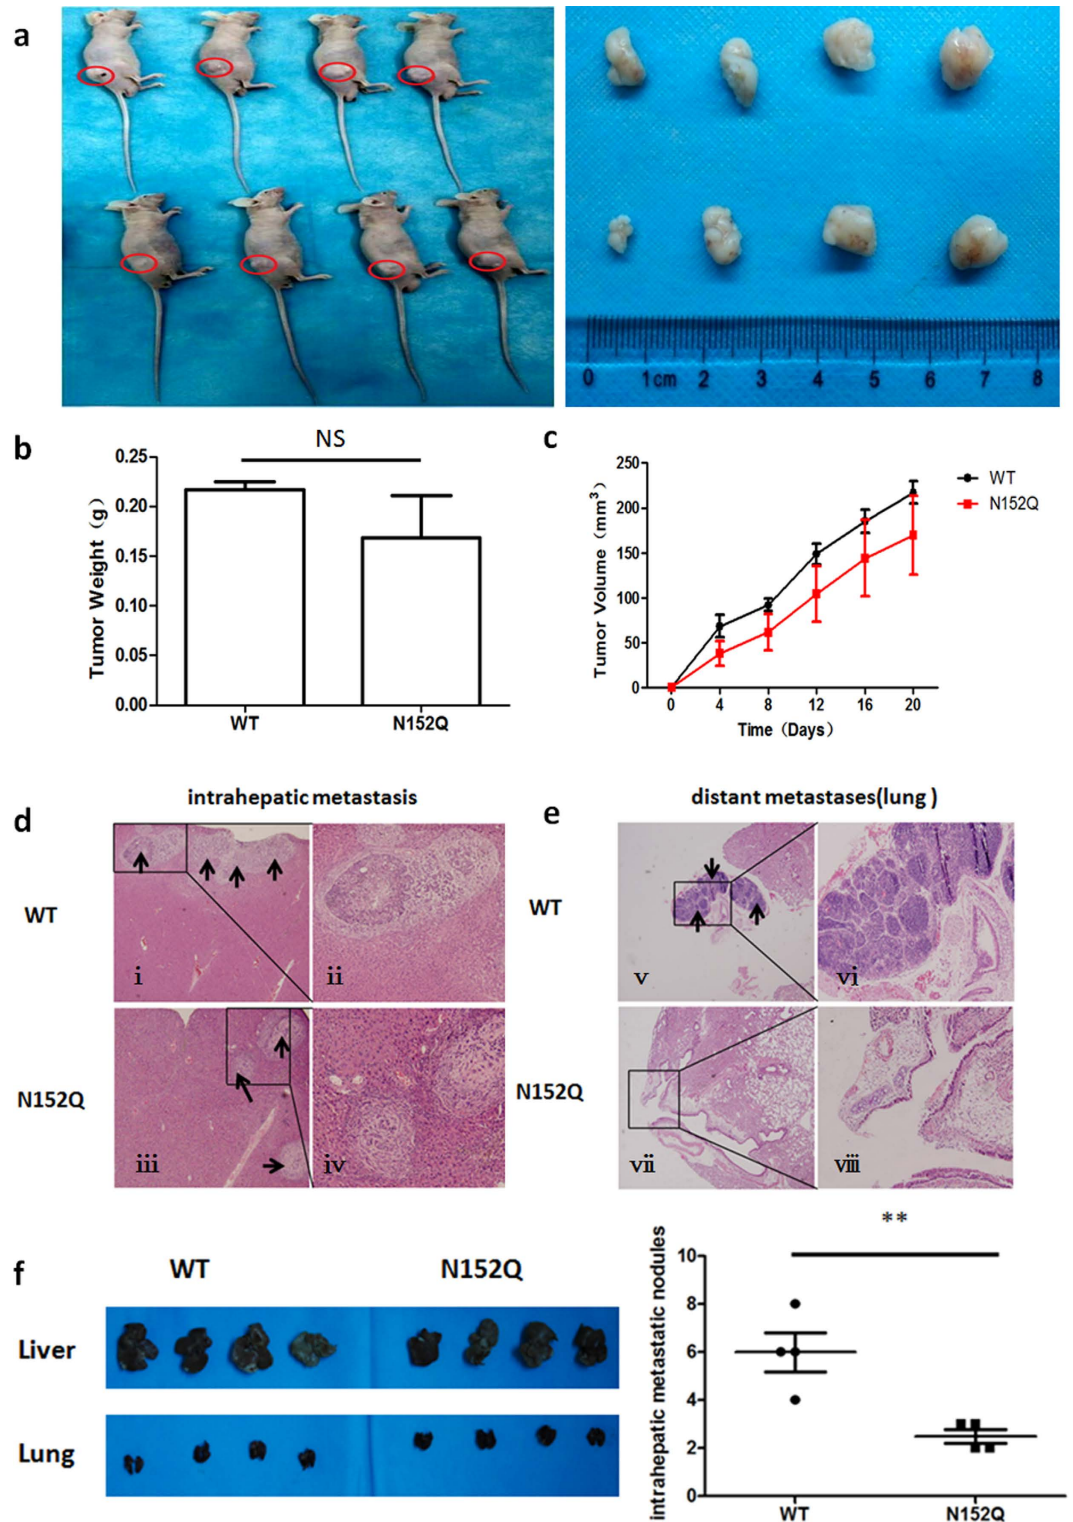 a
0 1cm 2 3 4 5 6 7 8
b
NS
0.25
0.20
0.15
0.10
0.05
0.00
Tumor Weight (g)
WT N152Q
c
250
200
150
100
50
0
Tumor Volume (mm³)
0 4 8 12 16 20
Time (Days)
WT
N152Q
d
intrahepatic metastasis
WT
i ii
N152Q
iii iv
e
distant metastases(lung )
WT
v vi
N152Q
vii viii
f
WT N152Q
Liver
Lung
**
10
8
6
4
2
0
intrahepatic metastatic nodules
WT N152Q